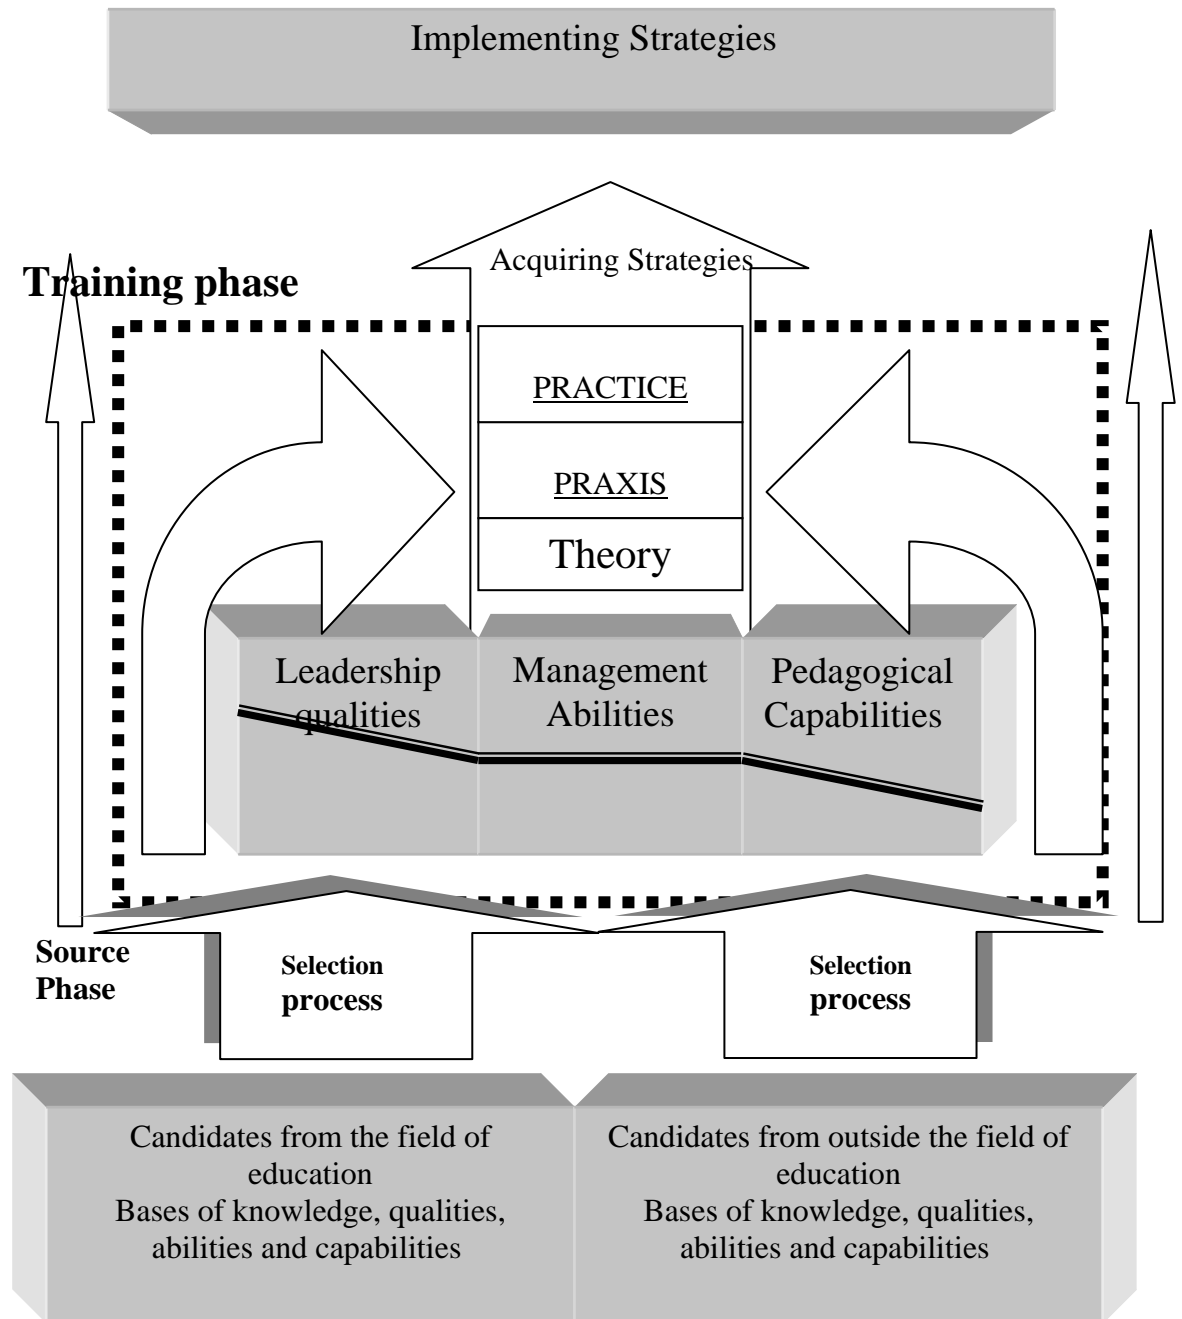 Implementing Strategies
Acquiring Strategies
Training phase
PRACTICE
PRAXIS
Theory
Leadership
qualities
Management
Abilities
Pedagogical
Capabilities
Source
Phase
Selection
process
Selection
process
Candidates from the field of
education
Bases of knowledge, qualities,
abilities and capabilities
Candidates from outside the field of
education
Bases of knowledge, qualities,
abilities and capabilities